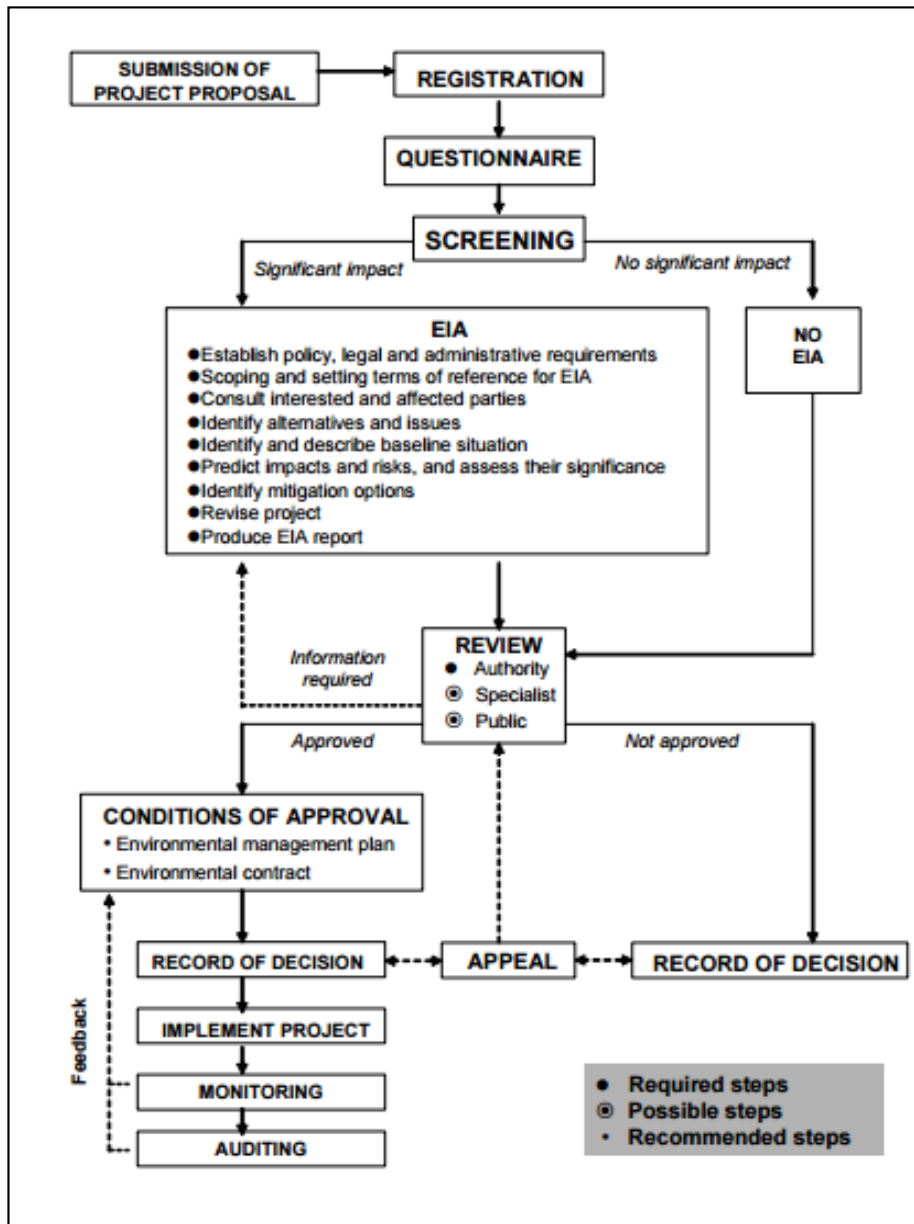 SUBMISSION OF
PROJECT PROPOSAL
REGISTRATION
QUESTIONNAIRE
SCREENING
Significant impact
No significant impact
EIA
●Establish policy, legal and administrative requirements
●Scoping and setting terms of reference for EIA
●Consult interested and affected parties
●Identify alternatives and issues
●Identify and describe baseline situation
●Predict impacts and risks, and assess their significance
●Identify mitigation options
●Revise project
●Produce EIA report
NO
EIA
REVIEW
● Authority
◉ Specialist
◉ Public
Information
required
Approved
Not approved
CONDITIONS OF APPROVAL
• Environmental management plan
• Environmental contract
RECORD OF DECISION
APPEAL
RECORD OF DECISION
IMPLEMENT PROJECT
MONITORING
AUDITING
Feedback
● Required steps
◉ Possible steps
• Recommended steps